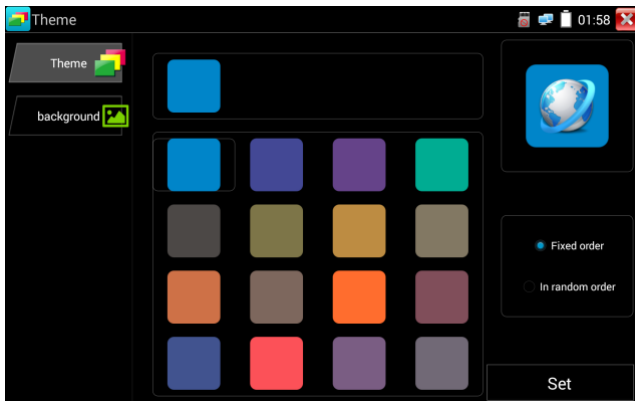 Theme
01:58
Theme
background
Fixed order
In random order
Set